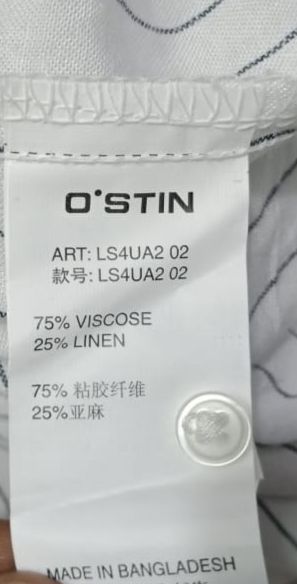 O'STIN
ART: LS4UA2 02
款号: LS4UA2 02
75% VISCOSE
25% LINEN
75% 粘胶纤维
25%亚麻
MADE IN BANGLADESH